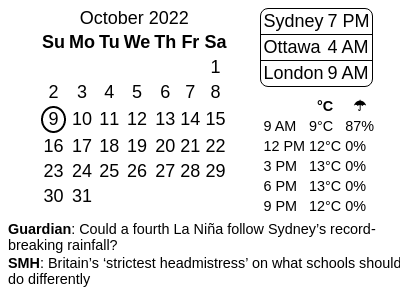 October 2022
Su Mo Tu We Th Fr Sa
1
2 3 4 5 6 7 8
9 10 11 12 13 14 15
16 17 18 19 20 21 22
23 24 25 26 27 28 29
30 31
Sydney 7 PM
Ottawa 4 AM
London 9 AM
°C ☂
9 AM 9°C 87%
12 PM 12°C 0%
3 PM 13°C 0%
6 PM 13°C 0%
9 PM 12°C 0%
Guardian: Could a fourth La Niña follow Sydney’s record-
breaking rainfall?
SMH: Britain’s ‘strictest headmistress’ on what schools should
do differently